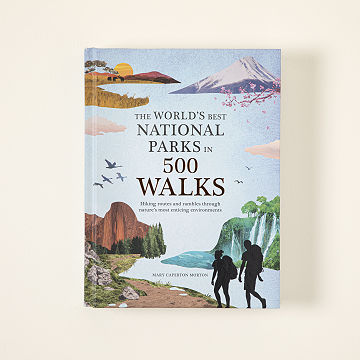 THE WORLD'S BEST
NATIONAL
PARKS IN
500
WALKS
Hiking routes and rambles through
nature's most enticing environments
MARY CAPERTON MORTON